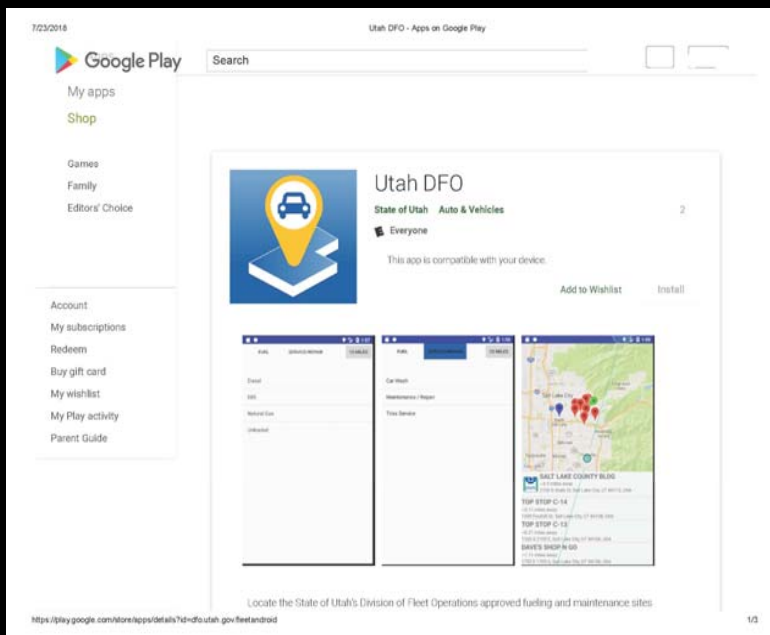 7/23/2018
Utah DFO - Apps on Google Play
Google Play
Search
My apps
Shop
Games
Family
Editors' Choice
Account
My subscriptions
Redeem
Buy gift card
My wishlist
My Play activity
Parent Guide
Utah DFO
State of Utah Auto & Vehicles
2
Everyone
This app is compatible with your device.
Add to Wishlist
Install
FUEL
SERVICE/REPAIR
Diesel
E85
Natural Gas
Unleaded
FUEL
Car Wash
Maintenance / Repair
Tires Service
Salt Lake City
SALT LAKE COUNTY BLDG
TOP STOP C-14
TOP STOP C-13
DAVE'S SHOP N GO
Locate the State of Utah's Division of Fleet Operations approved fueling and maintenance sites
https://play.google.com/store/apps/details?id=dfo.utah.gov.fleetandroid
1/3